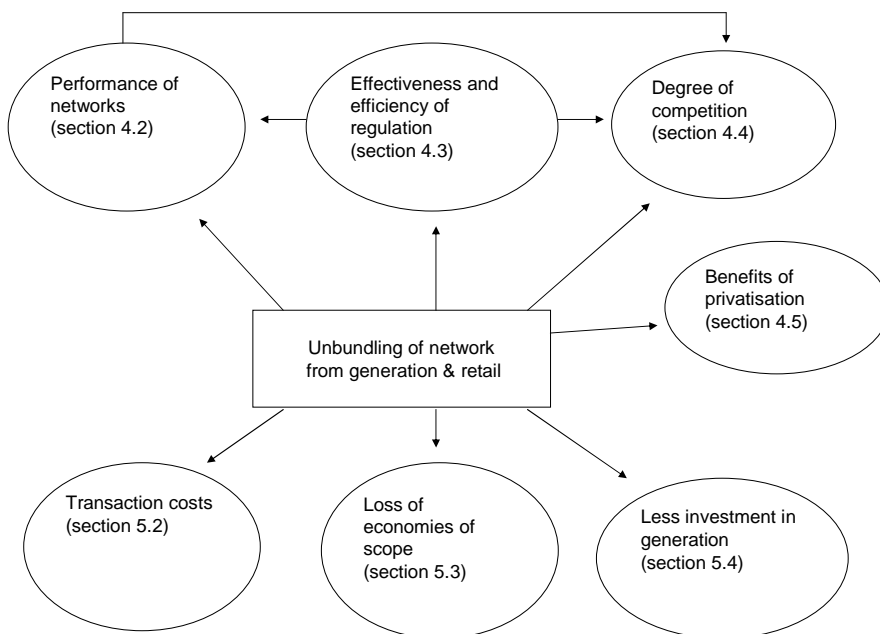 Performance of
networks
(section 4.2)
Effectiveness and
efficiency of
regulation
(section 4.3)
Degree of
competition
(section 4.4)
Benefits of
privatisation
(section 4.5)
Unbundling of network
from generation & retail
Transaction costs
(section 5.2)
Loss of
economies of
scope
(section 5.3)
Less investment in
generation
(section 5.4)